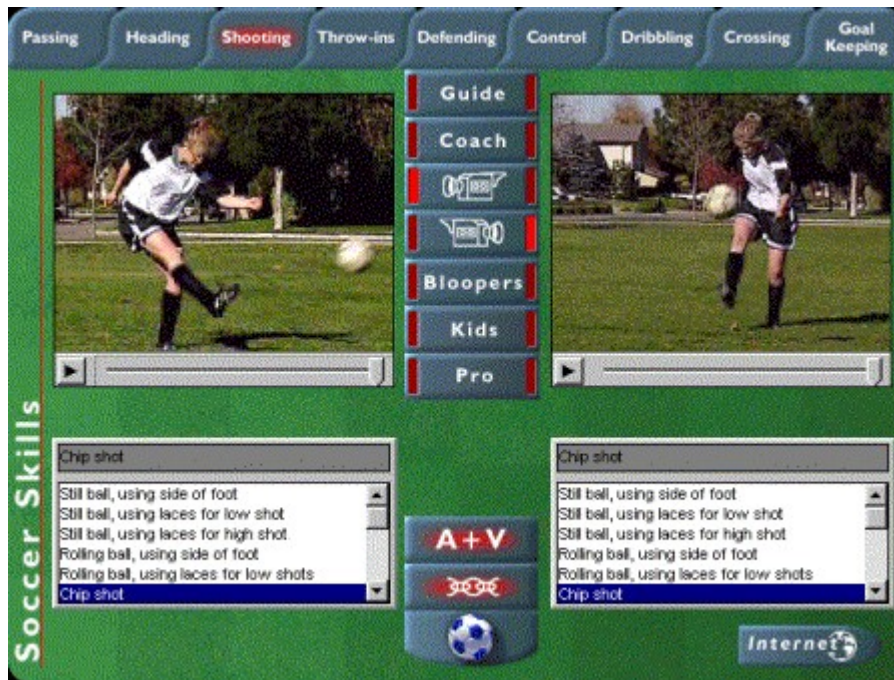 Passing
Heading
Shooting
Throw-ins
Defending
Control
Dribbling
Crossing
Goal
Keeping
Guide
Coach
Bloopers
Kids
Pro
Soccer Skills
Chip shot
Still ball, using side of foot
Still ball, using laces for low shot
Still ball, using laces for high shot
Rolling ball, using side of foot
Rolling ball, using laces for low shots
Chip shot
A+V
Chip shot
Still ball, using side of foot
Still ball, using laces for low shot
Still ball, using laces for high shot
Rolling ball, using side of foot
Rolling ball, using laces for low shots
Chip shot
Internet